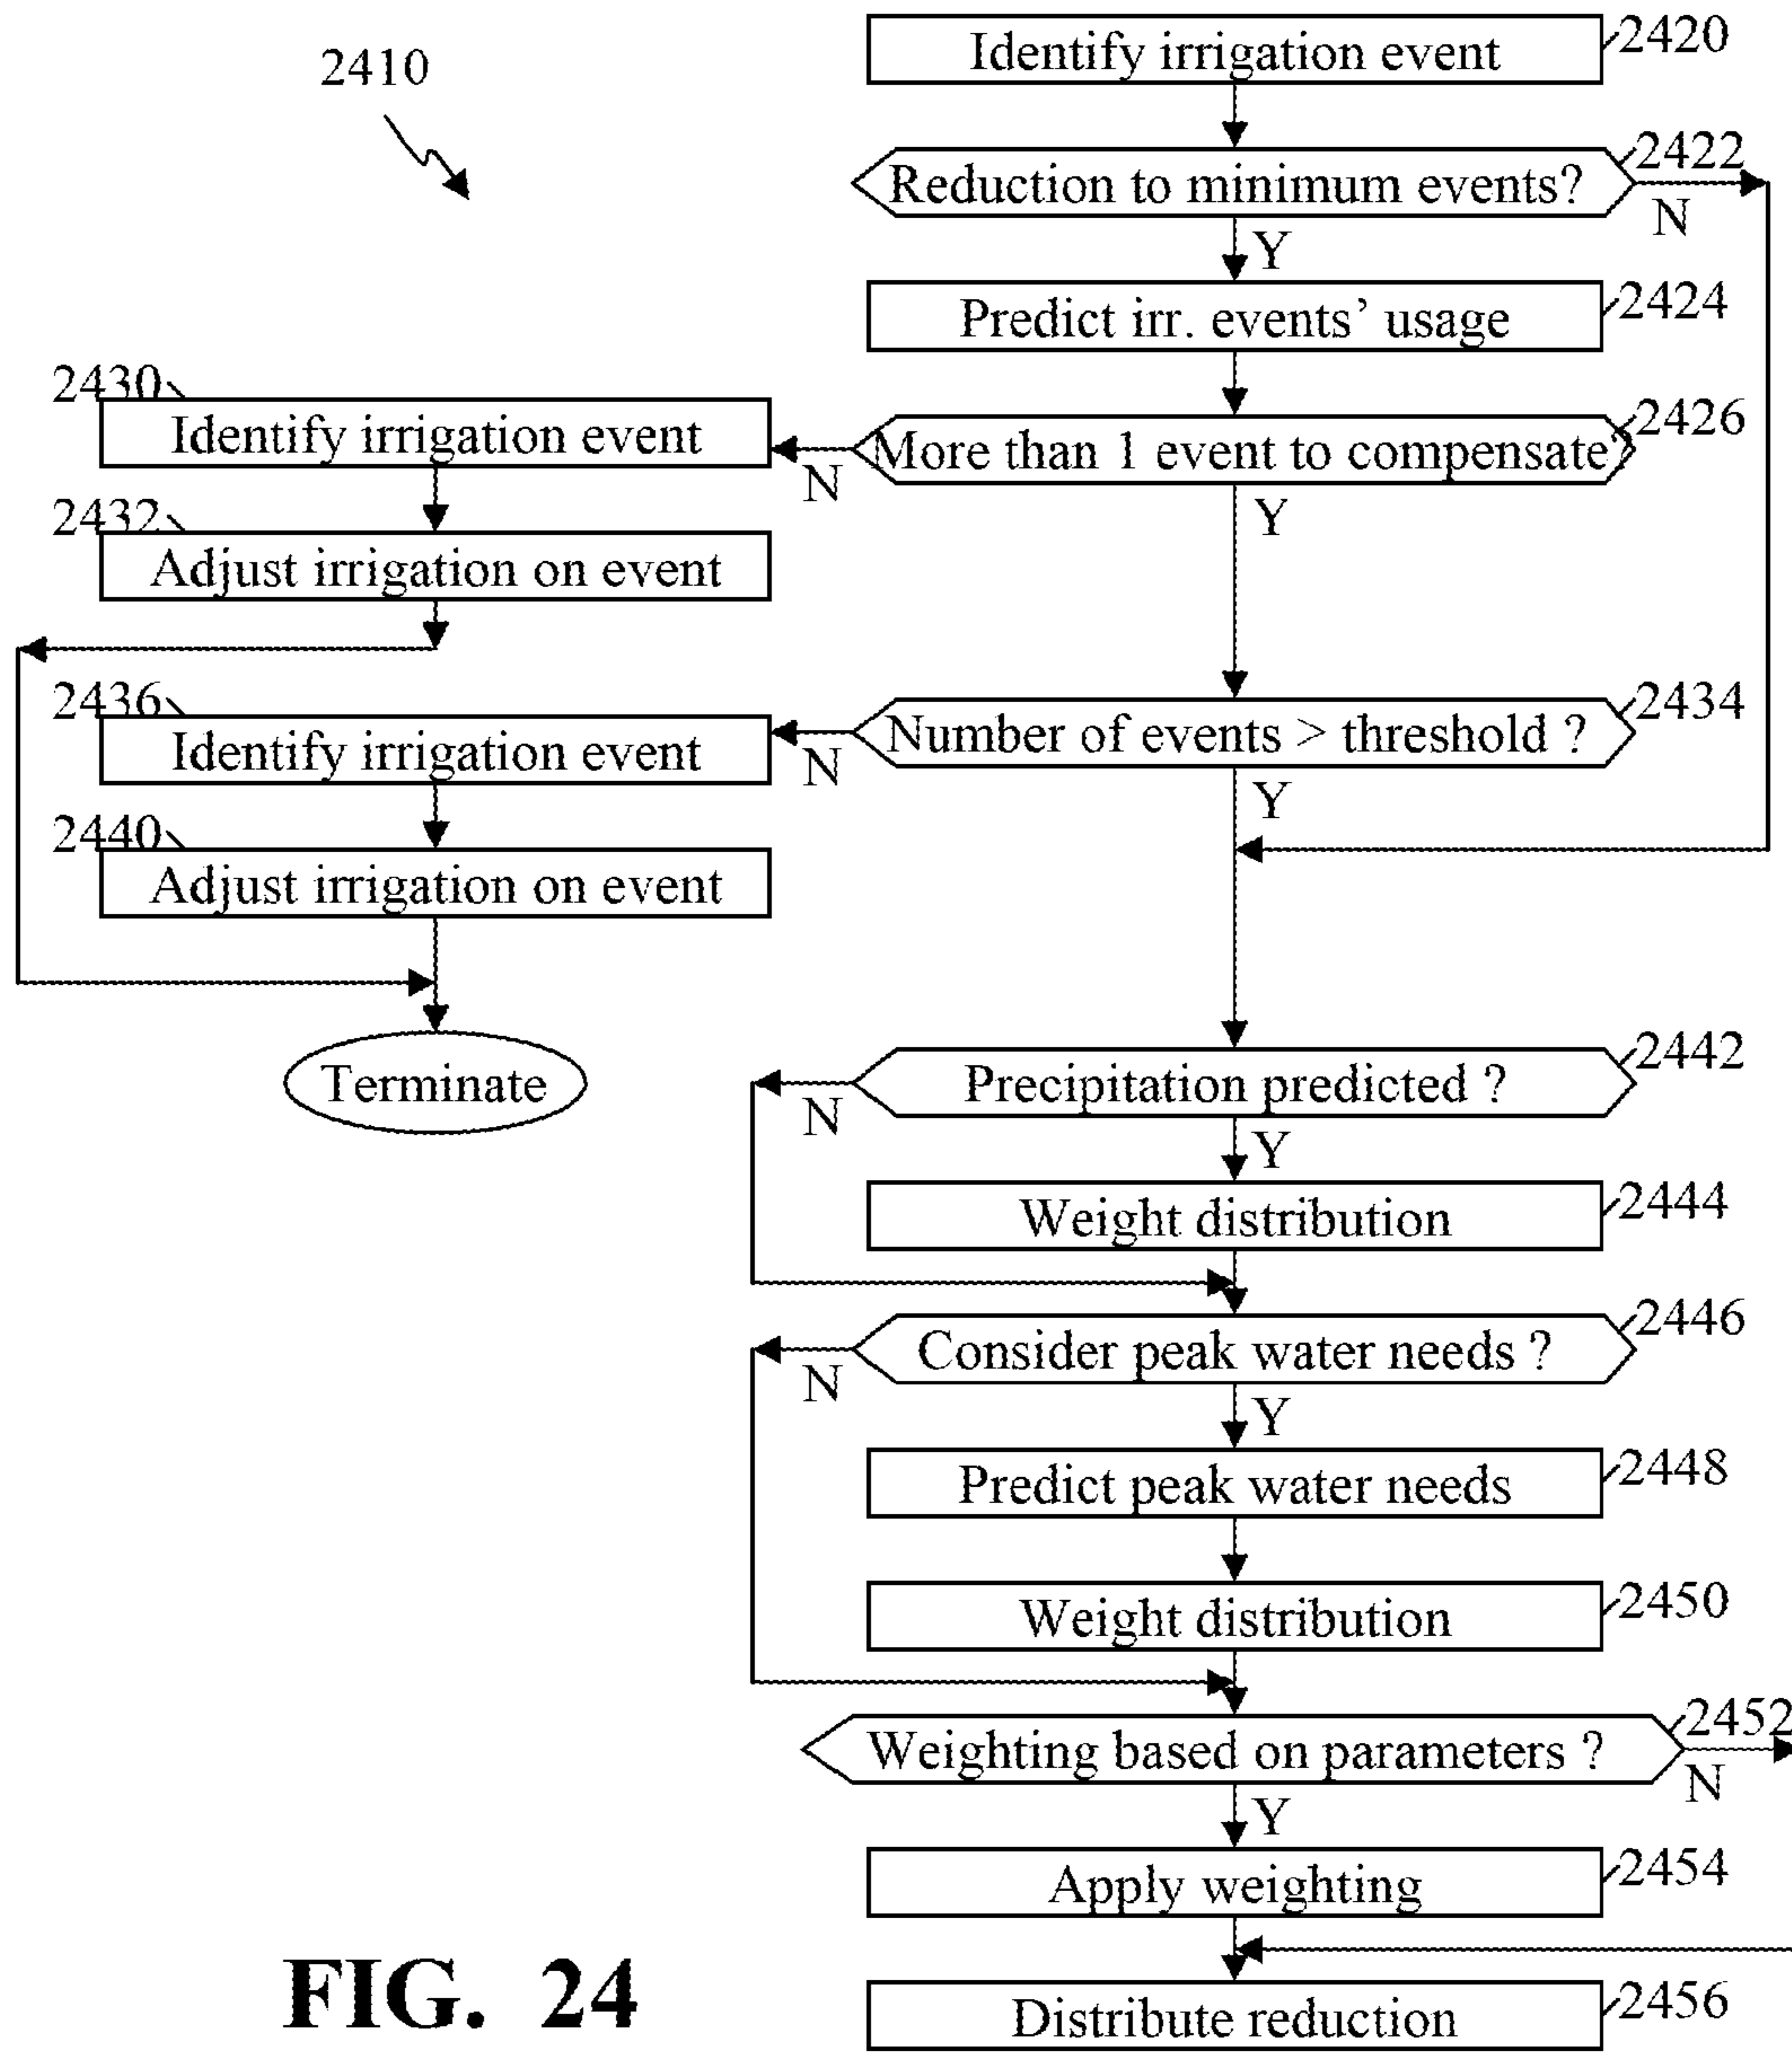 2410
Identify irrigation event
2420
Reduction to minimum events?
2422
N
Y
Predict irr. events’ usage
2424
More than 1 event to compensate?
2426
N
Y
2430
Identify irrigation event
2432
Adjust irrigation on event
Number of events > threshold ?
2434
N
Y
2436
Identify irrigation event
2440
Adjust irrigation on event
Terminate
Precipitation predicted ?
2442
N
Y
Weight distribution
2444
Consider peak water needs ?
2446
N
Y
Predict peak water needs
2448
Weight distribution
2450
Weighting based on parameters ?
2452
N
Y
Apply weighting
2454
Distribute reduction
2456
FIG. 24